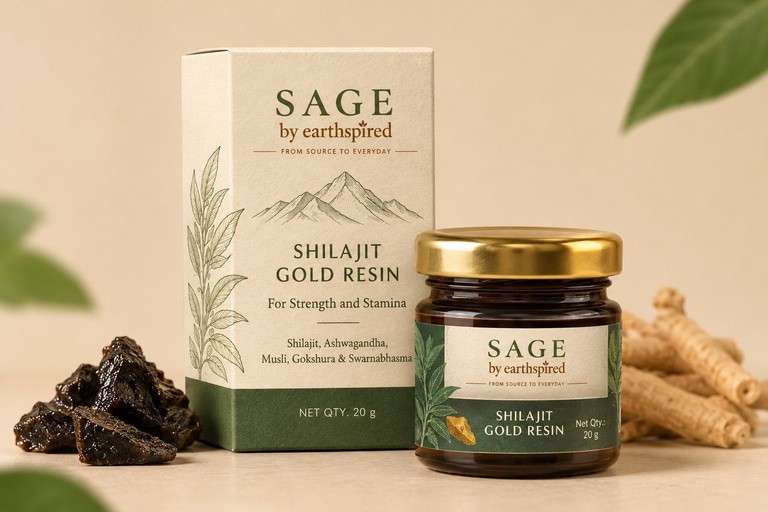 SAGE
by earthspired
FROM SOURCE TO EVERYDAY
SHILAJIT
GOLD RESIN
For Strength and Stamina
Shilajit, Ashwagandha,
Musli, Gokshura & Swarnabhasma
NET QTY. 20 g
SAGE
by earthspired
FROM SOURCE TO EVERYDAY
SHILAJIT
GOLD RESIN
Net Qty.:
20 g